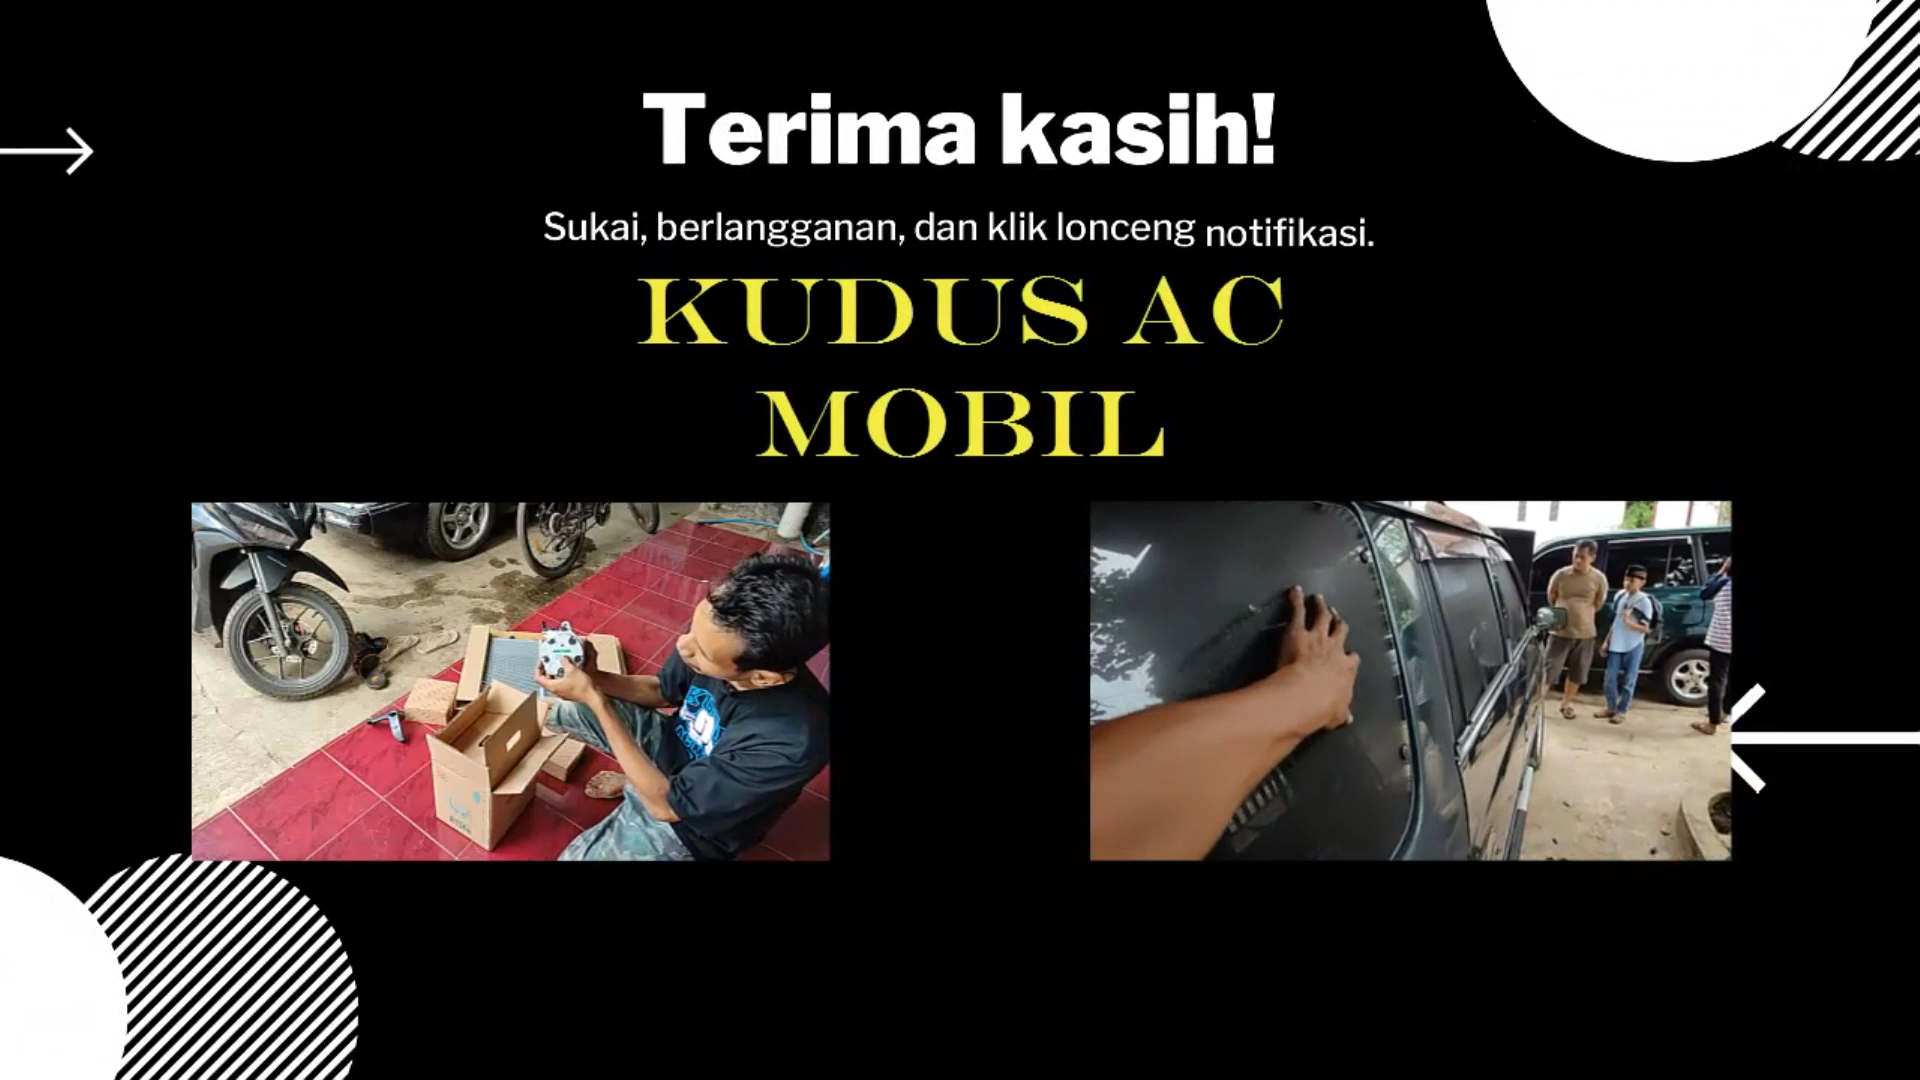 Terima kasih!
Sukai, berlangganan, dan klik lonceng notifikasi.
KUDUS AC
MOBIL